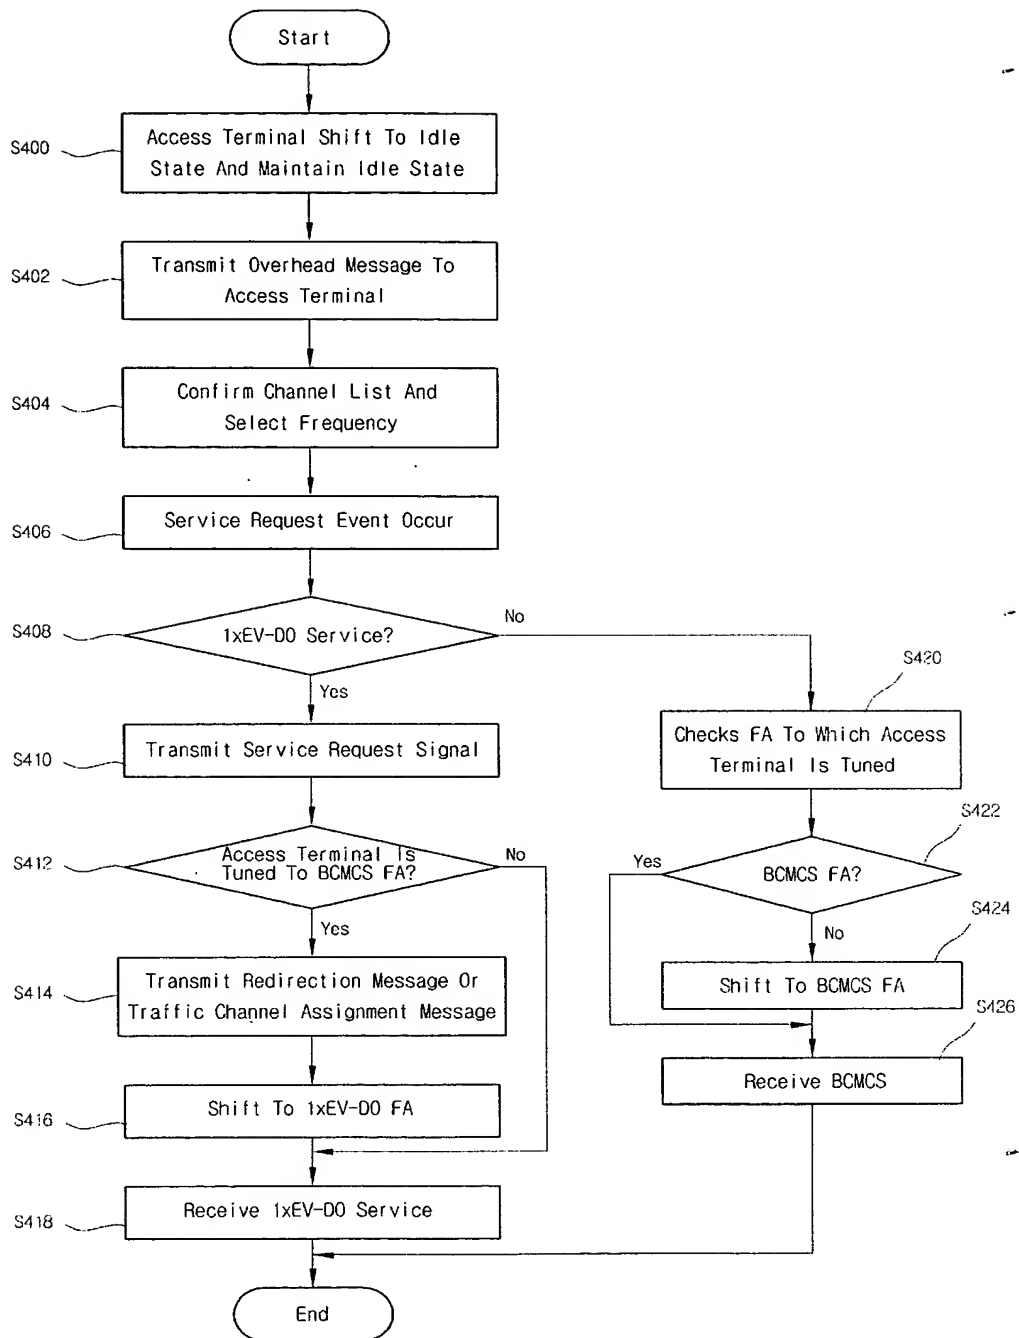 Start
S400
Access Terminal Shift To Idle
State And Maintain Idle State
S402
Transmit Overhead Message To
Access Terminal
S404
Confirm Channel List And
Select Frequency
S406
Service Request Event Occur
S408
1xEV-DO Service?
No
Yes
S410
Transmit Service Request Signal
S412
Access Terminal Is
Tuned To BCMCS FA?
No
Yes
S414
Transmit Redirection Message Or
Traffic Channel Assignment Message
S416
Shift To 1xEV-DO FA
S418
Receive 1xEV-DO Service
S420
Checks FA To Which Access
Terminal Is Tuned
S422
BCMCS FA?
Yes
No
S424
Shift To BCMCS FA
S426
Receive BCMCS
End